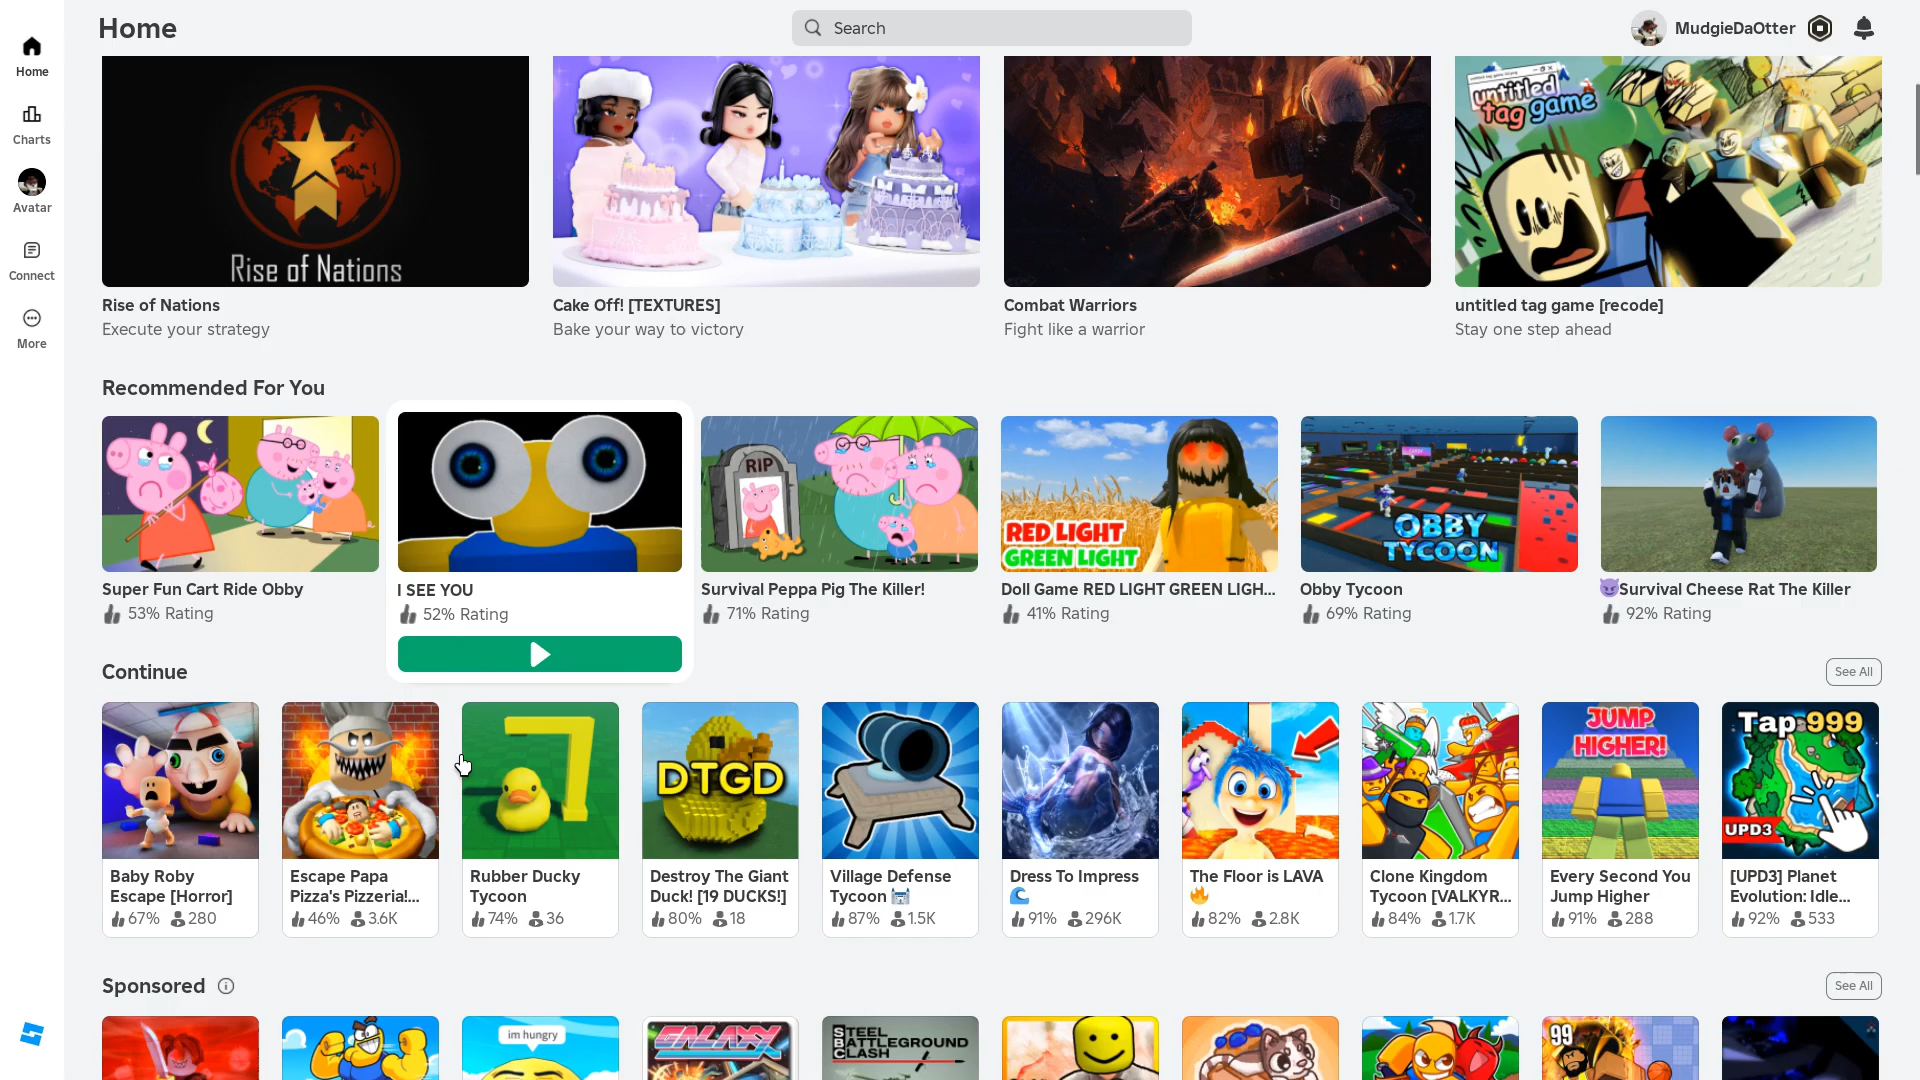 Home
Search
MudgieDaOtter
Home
Charts
Avatar
Connect
More
Rise of Nations
untitled
tag game
Rise of Nations
Execute your strategy
Cake Off! [TEXTURES]
Bake your way to victory
Combat Warriors
Fight like a warrior
untitled tag game [recode]
Stay one step ahead
Recommended For You
RIP
RED LIGHT
GREEN LIGHT
OBBY
TYCOON
Super Fun Cart Ride Obby
53% Rating
I SEE YOU
52% Rating
Survival Peppa Pig The Killer!
71% Rating
Doll Game RED LIGHT GREEN LIGH...
41% Rating
Obby Tycoon
69% Rating
😈Survival Cheese Rat The Killer
92% Rating
Continue
See All
7
DTGD
JUMP
HIGHER!
Tap 999
UPD3
Baby Roby
Escape [Horror]
67% 280
Escape Papa
Pizza's Pizzeria!...
46% 3.6K
Rubber Ducky
Tycoon
74% 36
Destroy The Giant
Duck! [19 DUCKS!]
80% 18
Village Defense
Tycoon 🏰
87% 1.5K
Dress To Impress
🌊
91% 296K
The Floor is LAVA
🔥
82% 2.8K
Clone Kingdom
Tycoon [VALKYR...
84% 1.7K
Every Second You
Jump Higher
91% 288
[UPD3] Planet
Evolution: Idle...
92% 533
Sponsored
See All
im hungry
GALAXY
SBC
STEEL
BATTLEGROUND
CLASH
99